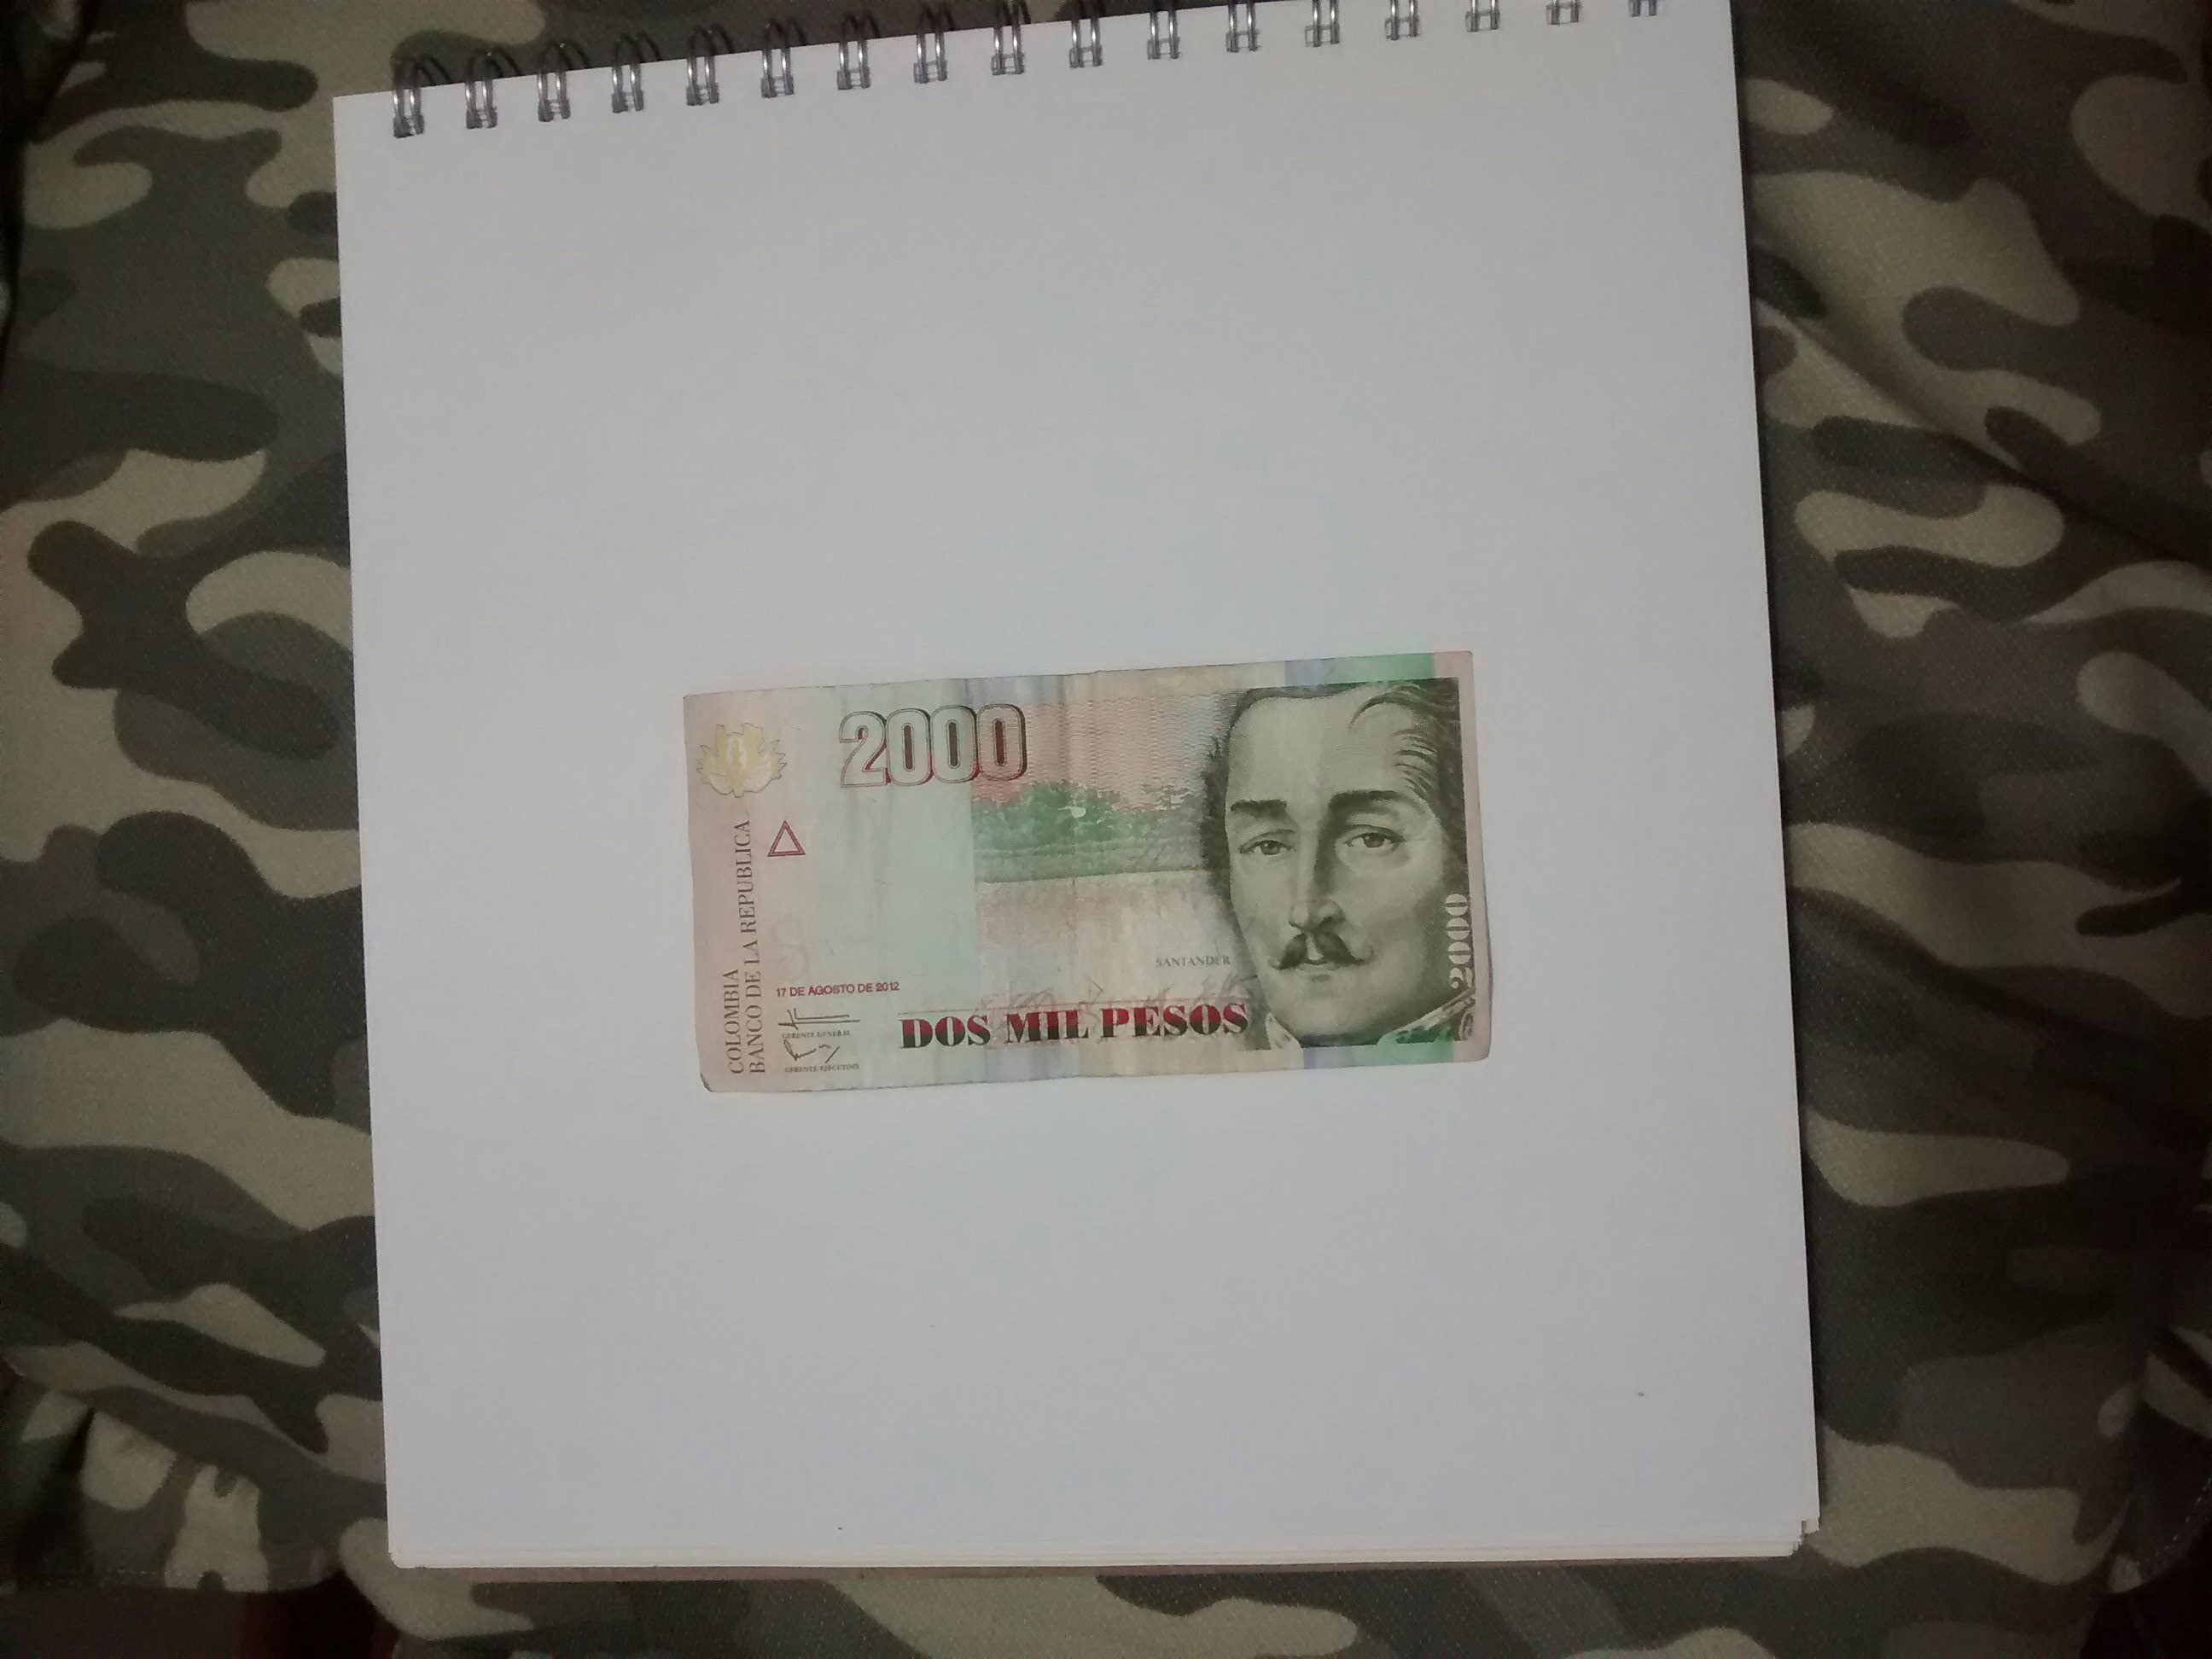 2000
COLOMBIA
BANCO DE LA REPUBLICA
SANTANDER
2000
17 DE AGOSTO DE 2012
GERENTE GENERAL
GERENTE EJECUTIVO
DOS MIL PESOS